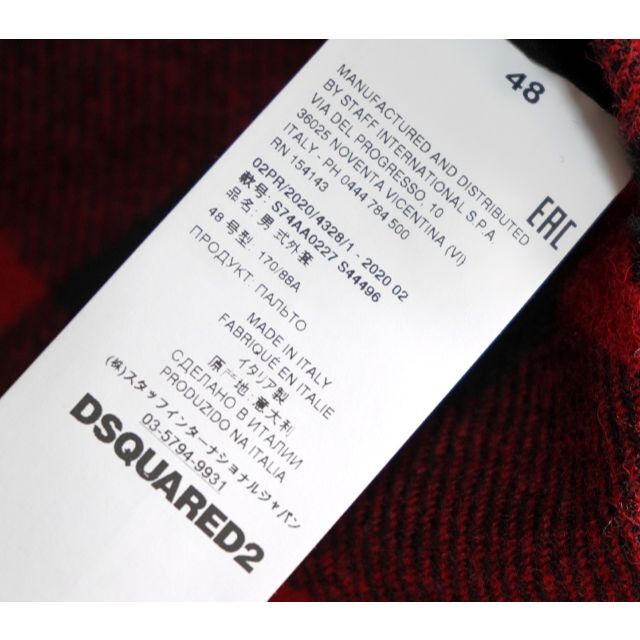 48
MANUFACTURED AND DISTRIBUTED
BY STAFF INTERNATIONAL S.P.A.
VIA DEL PROGRESSO, 10
36025 NOVENTA VICENTINA (VI)
ITALY - PH 0444 784 500
RN 154143
EAC
02PR/2020/4328/1 - 2020 02
款号: S74AA0227 S44496
品名: 男式外套
48 号型: 170/88A
ПРОДУКТ: ПАЛЬТО
MADE IN ITALY
FABRIQUÉ EN ITALIE
イタリア製
原产地: 意大利
СДЕЛАНО В ИТАЛИИ
PRODUZIDO NA ITALIA
(株)スタッフインターナショナルジャパン
03-5794-9931
DSQUARED2